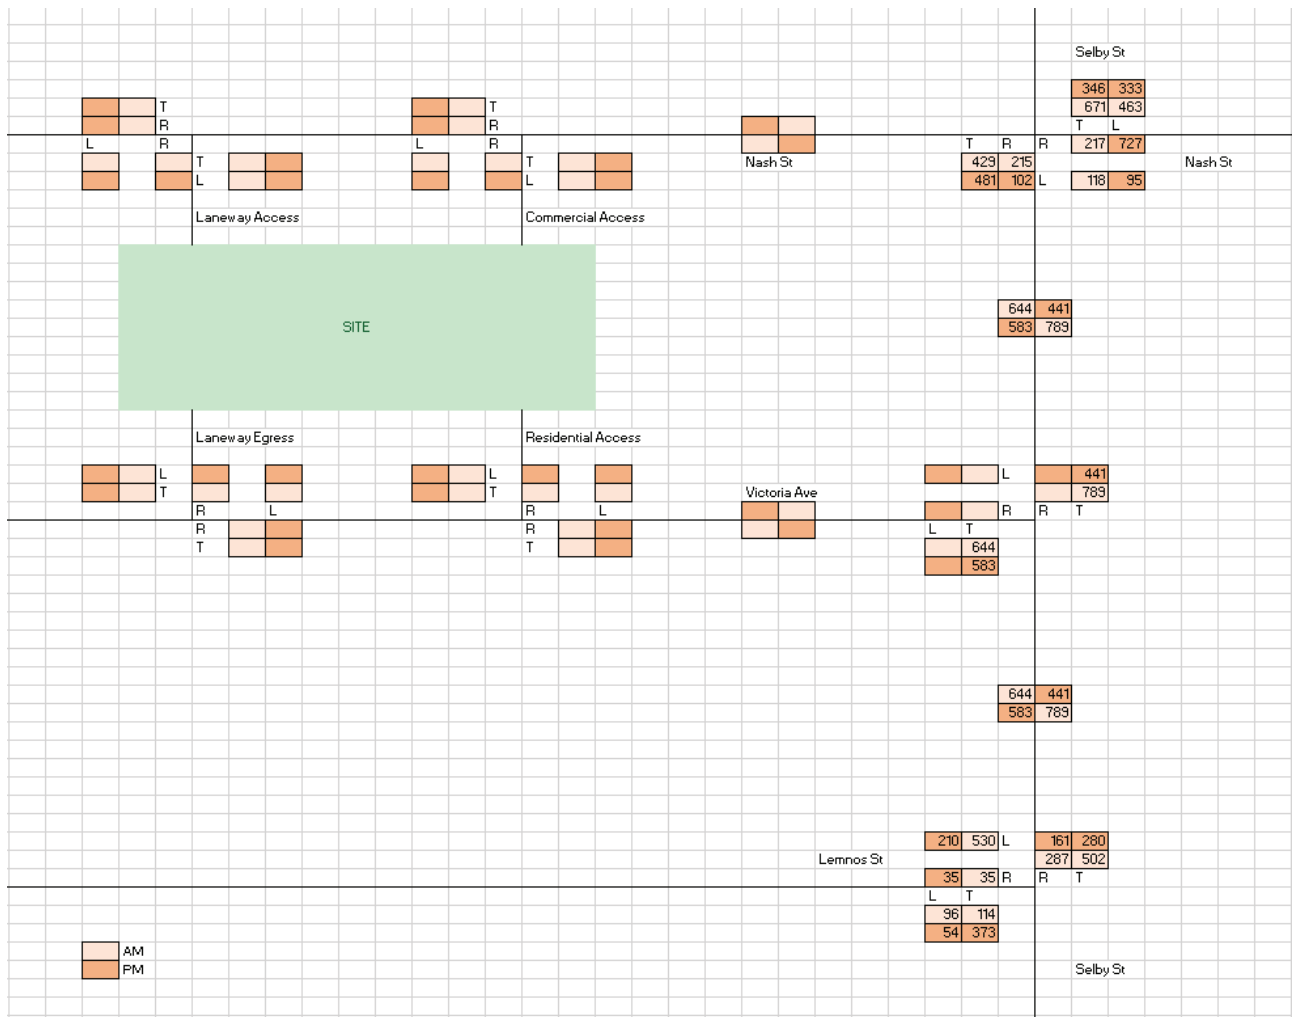 Selby St
346 333
T 671 463
R T L
L R L R T R R 217 727
T T Nash St 429 215 Nash St
L L 481 102 L 118 95
Laneway Access Commercial Access
644 441
SITE 583 789
Laneway Egress Residential Access
L L L 441
T T Victoria Ave 789
R L R L R R T
R R L T
T T 644
583
644 441
583 789
210 530 L 161 280
Lemnos St 287 502
35 35 R R T
L T
96 114
54 373
AM
PM Selby St